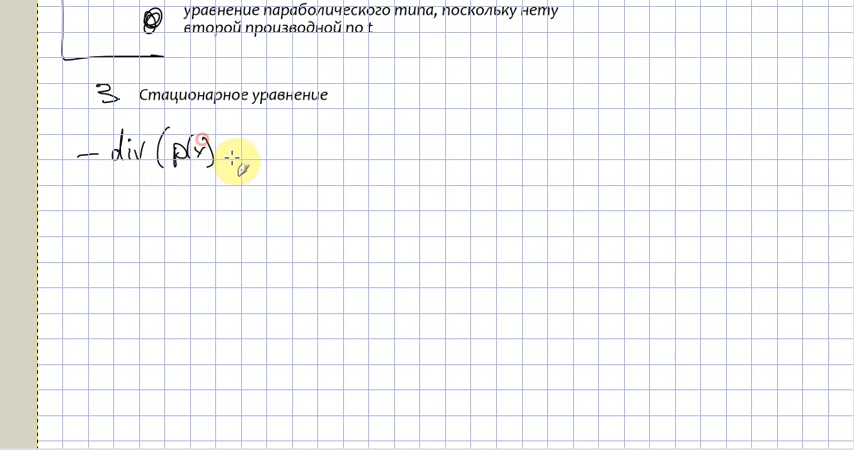 уравнение параболического типа, поскольку нету
второй производной по t
3 Стационарное уравнение
- div (p(x)